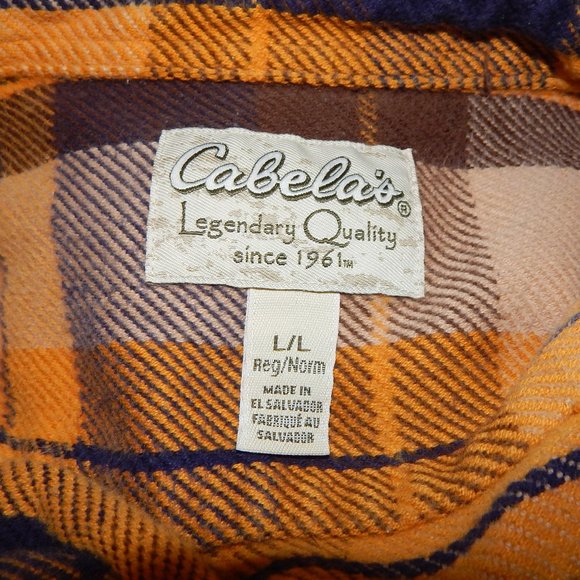 Cabela's®
Legendary Quality
since 1961™
L/L
Reg/Norm
MADE IN
EL SALVADOR
FABRIQUÉ AU
SALVADOR